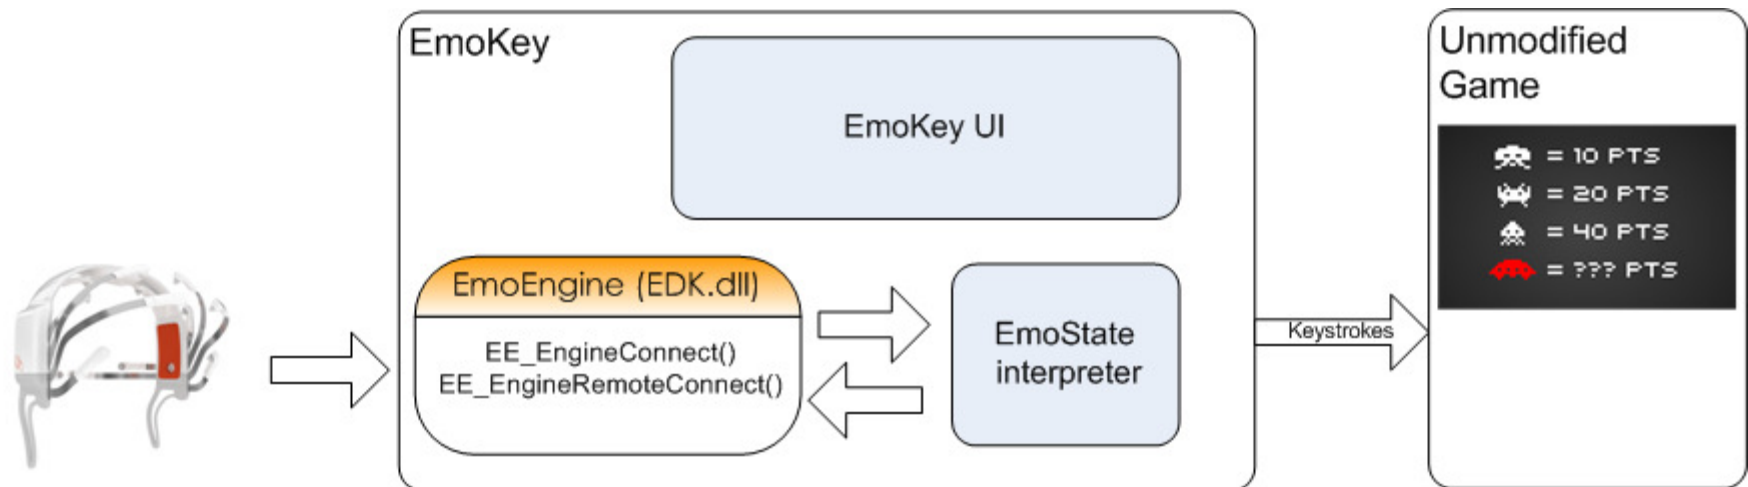 EmoKey
EmoKey UI
EmoEngine (EDK.dll)
EE_EngineConnect()
EE_EngineRemoteConnect()
EmoState
interpreter
Keystrokes
Unmodified
Game
= 10 PTS
= 20 PTS
= 40 PTS
= ??? PTS